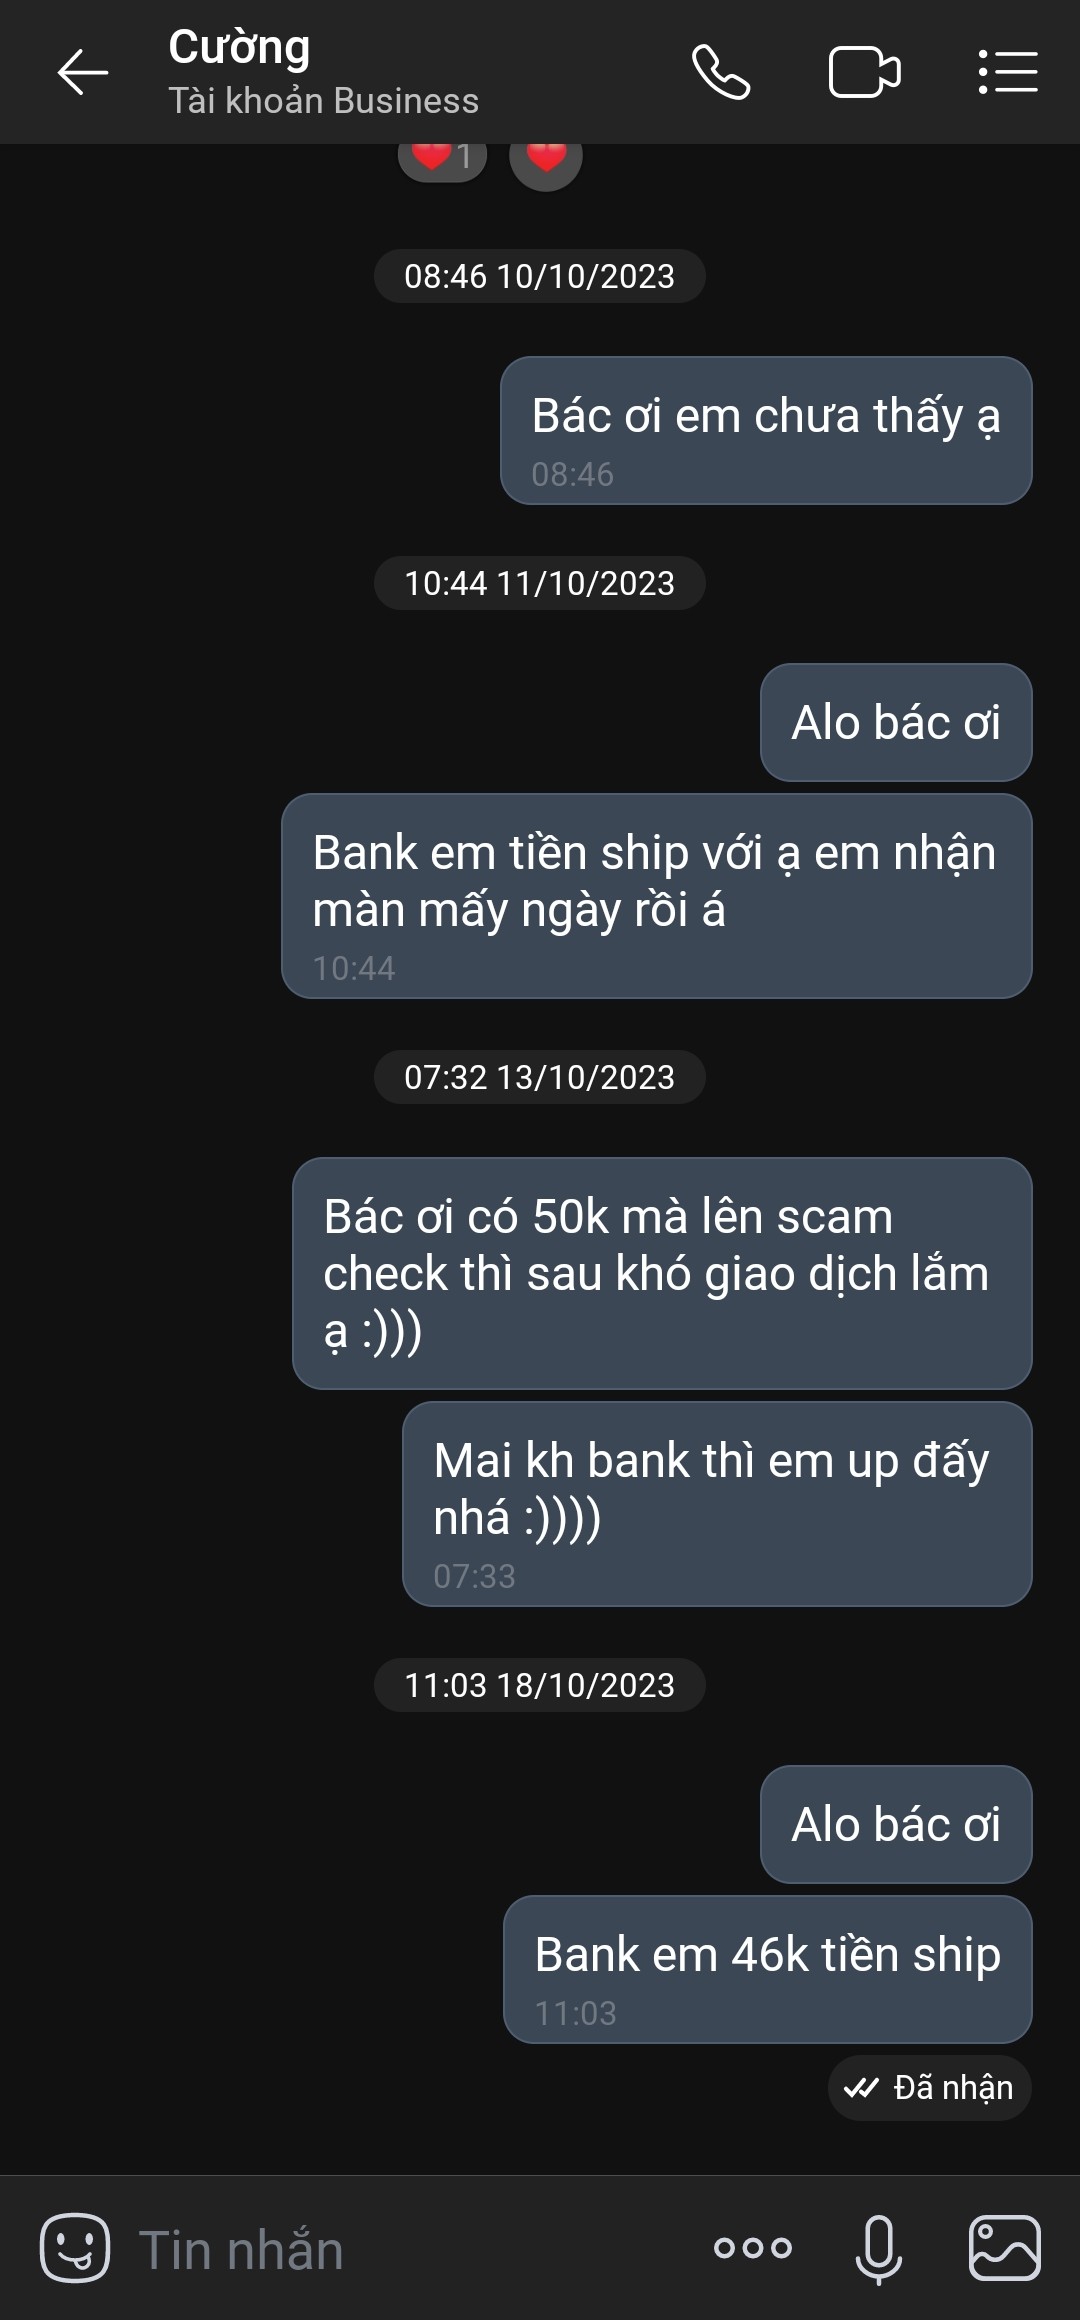 Cường
Tài khoản Business
1
08:46 10/10/2023
Bác ơi em chưa thấy ạ
08:46
10:44 11/10/2023
Alo bác ơi
Bank em tiền ship với ạ em nhận
màn mấy ngày rồi á
10:44
07:32 13/10/2023
Bác ơi có 50k mà lên scam
check thì sau khó giao dịch lắm
ạ :)))
Mai kh bank thì em up đấy
nhá :))))
07:33
11:03 18/10/2023
Alo bác ơi
Bank em 46k tiền ship
11:03
Đã nhận
Tin nhắn